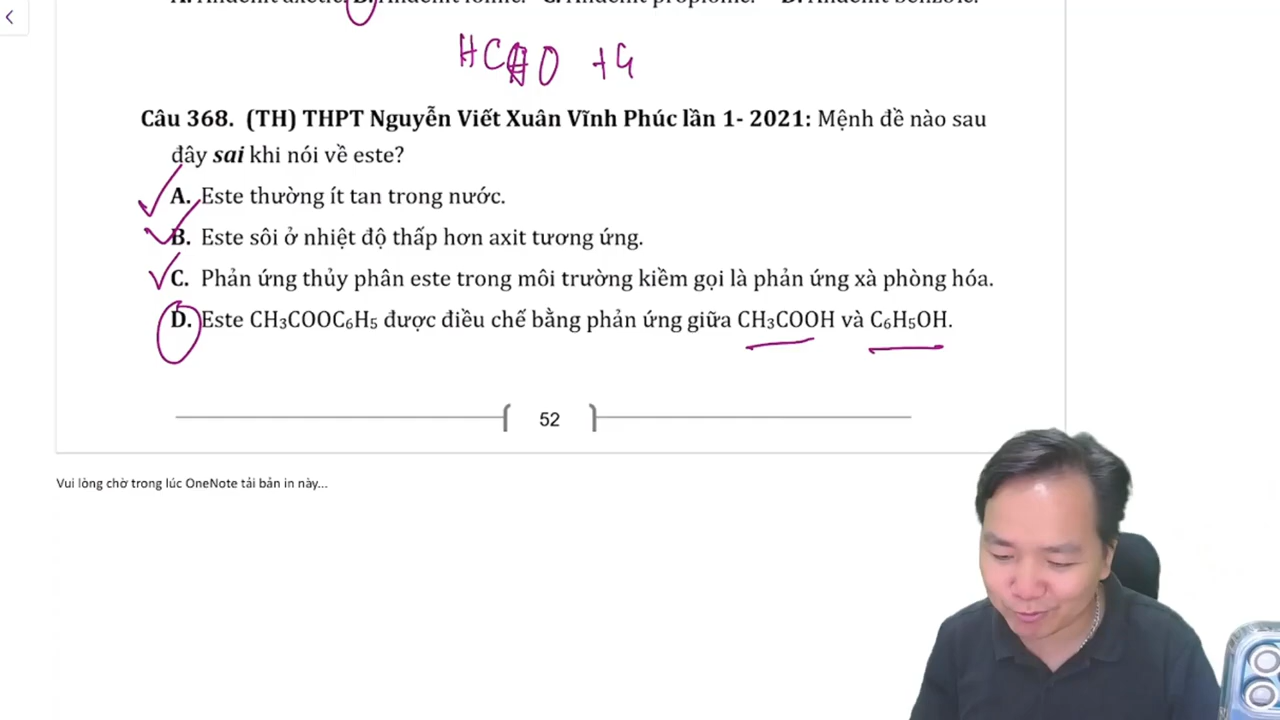 HCHO +
Câu 368. (TH) THPT Nguyễn Viết Xuân Vĩnh Phúc lần 1- 2021: Mệnh đề nào sau
đây sai khi nói về este?
A. Este thường ít tan trong nước.
B. Este sôi ở nhiệt độ thấp hơn axit tương ứng.
C. Phản ứng thủy phân este trong môi trường kiềm gọi là phản ứng xà phòng hóa.
D. Este CH₃COOC₆H₅ được điều chế bằng phản ứng giữa CH₃COOH và C₆H₅OH.
52
Vui lòng chờ trong lúc OneNote tải bản in này...